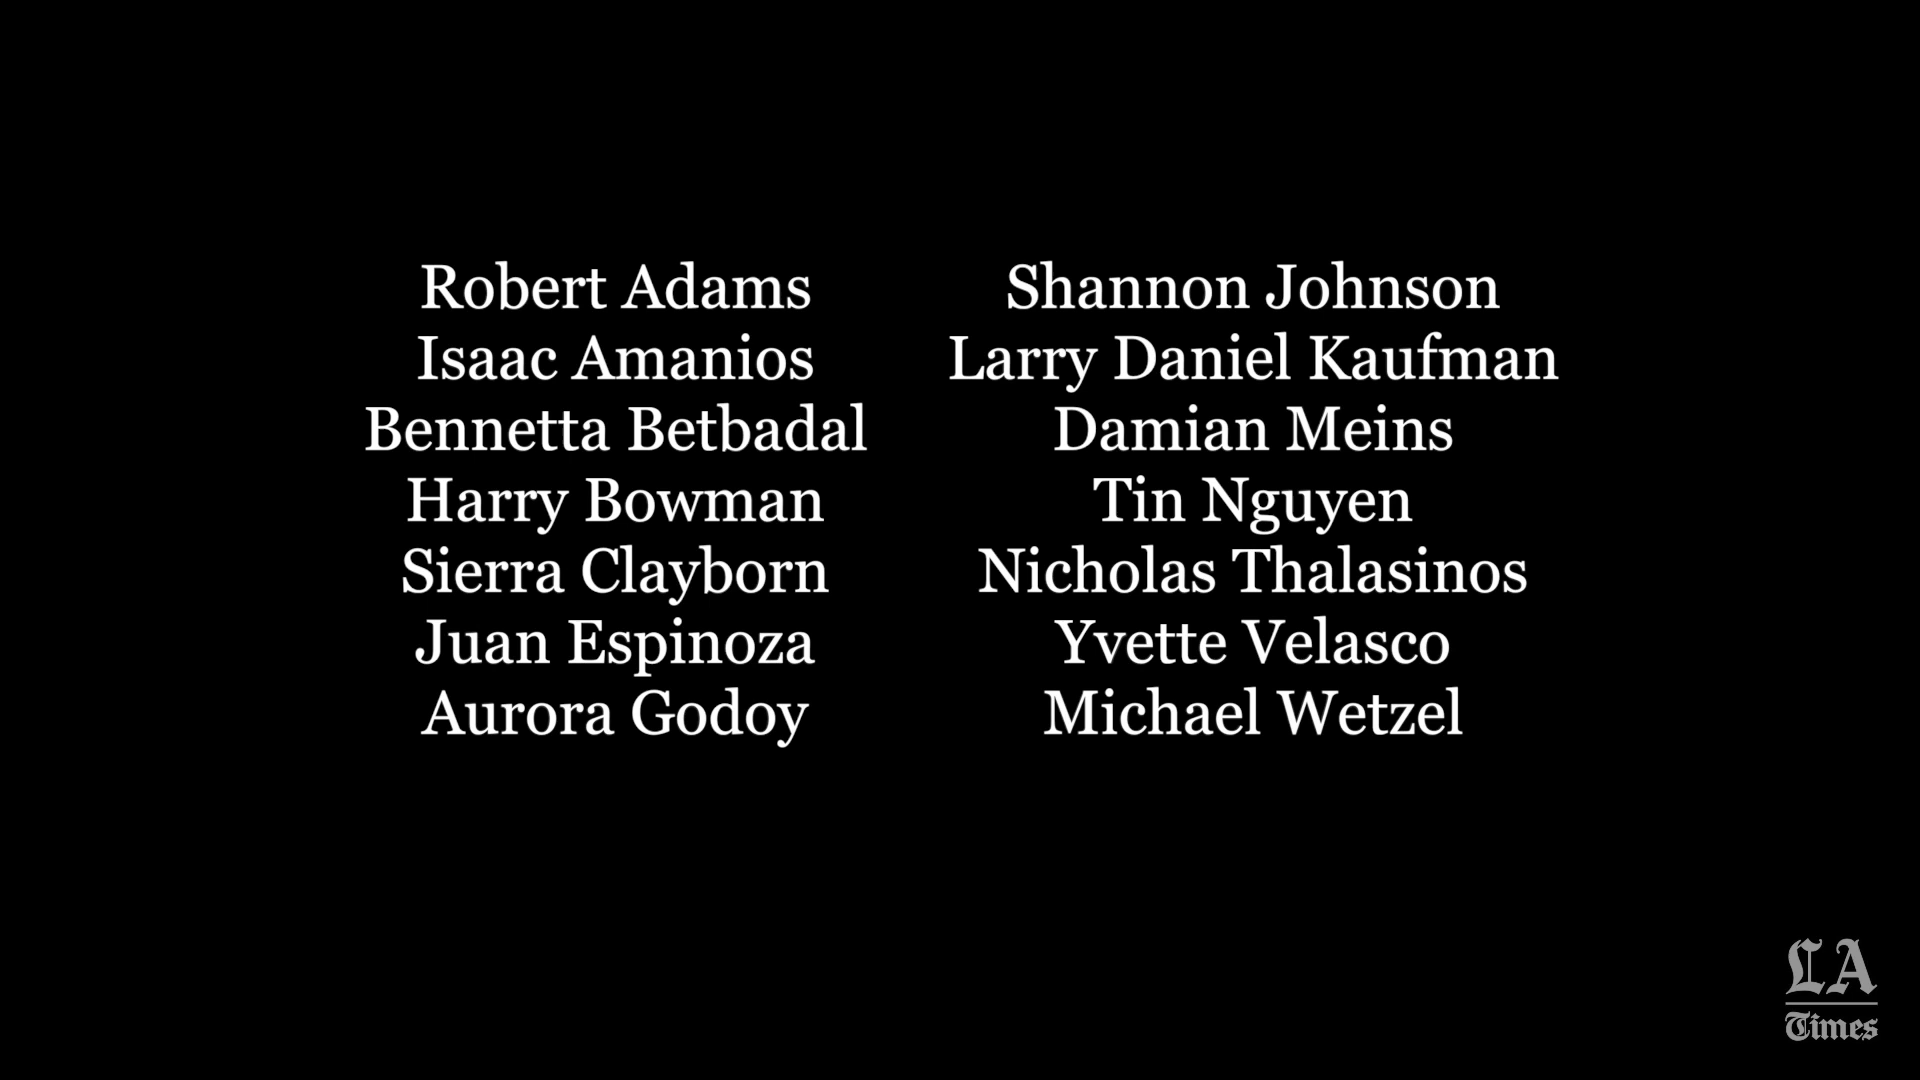 Robert Adams
Isaac Amanios
Bennetta Betbadal
Harry Bowman
Sierra Clayborn
Juan Espinoza
Aurora Godoy
Shannon Johnson
Larry Daniel Kaufman
Damian Meins
Tin Nguyen
Nicholas Thalasinos
Yvette Velasco
Michael Wetzel
LA
Times